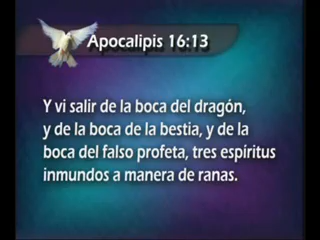 Apocalipis 16:13
Y vi salir de la boca del dragón,
y de la boca de la bestia, y de la
boca del falso profeta, tres espíritus
inmundos a manera de ranas.